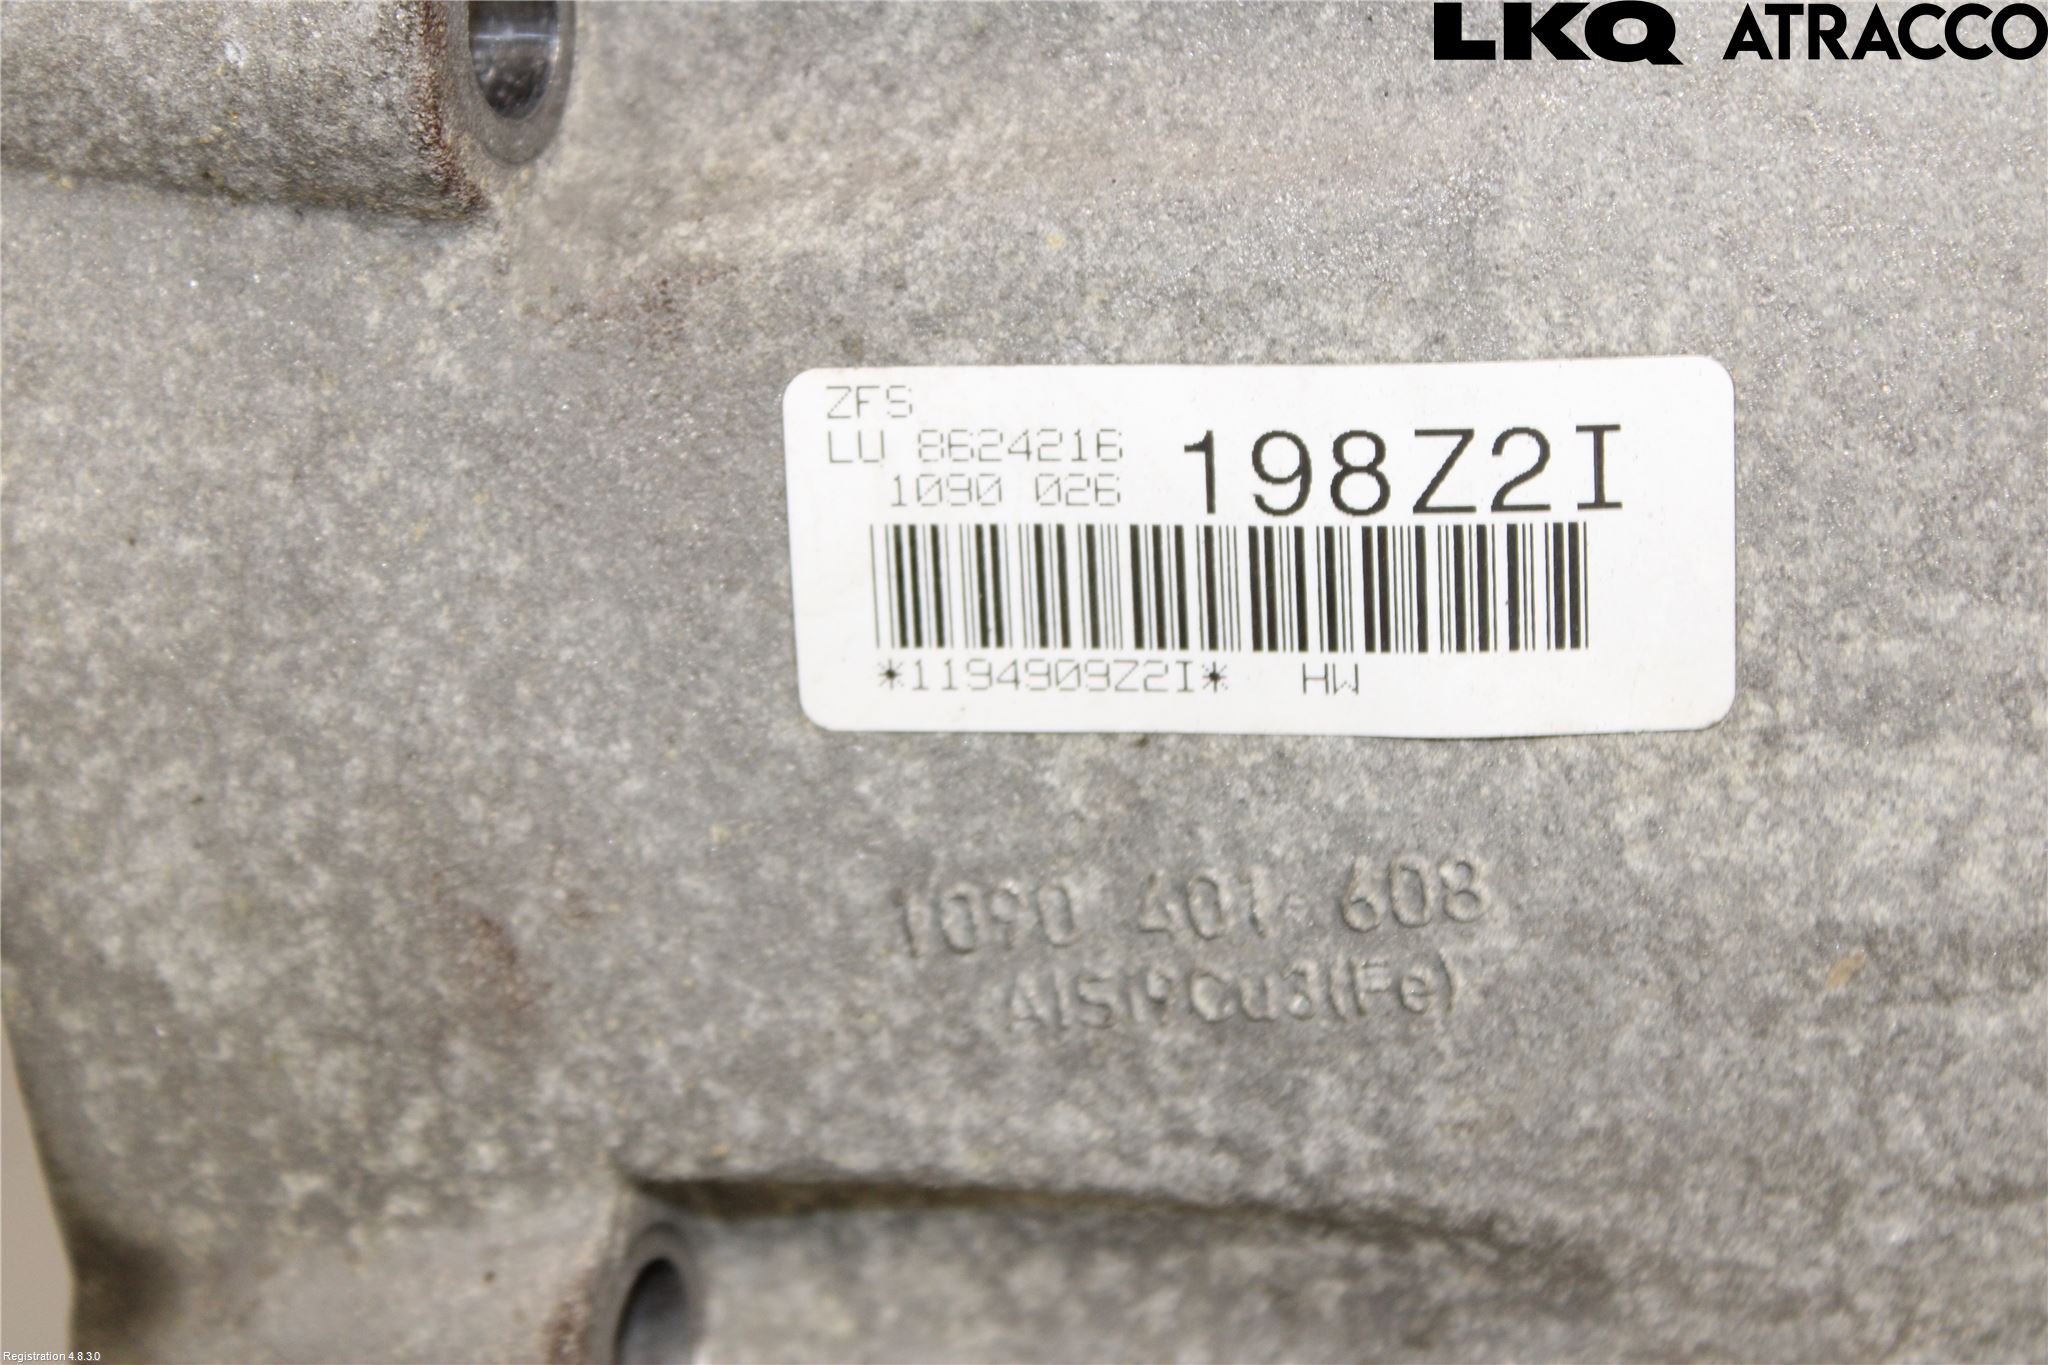 LKQ ATRACCO
ZFS
LU 8624216
1090 026
198Z2I
*1194909Z2I* HW
1090 401 608
AlSi9Cu3(Fe)
Registration 4.8.3.0